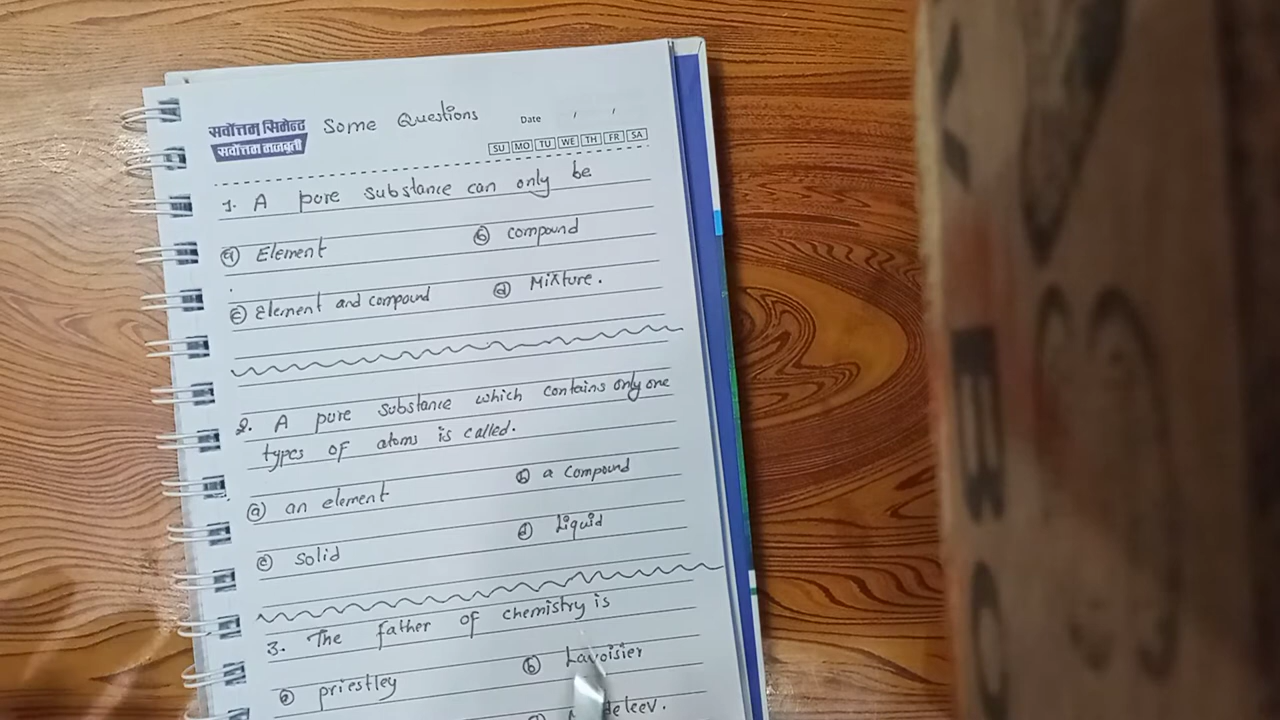 सर्वोत्तम सिमेन्ट
सर्वोत्तम मजबूती
Some Questions
Date / /
SU MO TU WE TH FR SA
1. A pure substance can only be
(a) Element (b) compound
(c) Element and compound (d) Mixture.
2. A pure substance which contains only one
types of atoms is called.
(a) an element (b) a compound
(c) solid (d) Liquid
3. The father of chemistry is
(a) priestley (b) Lavoisier